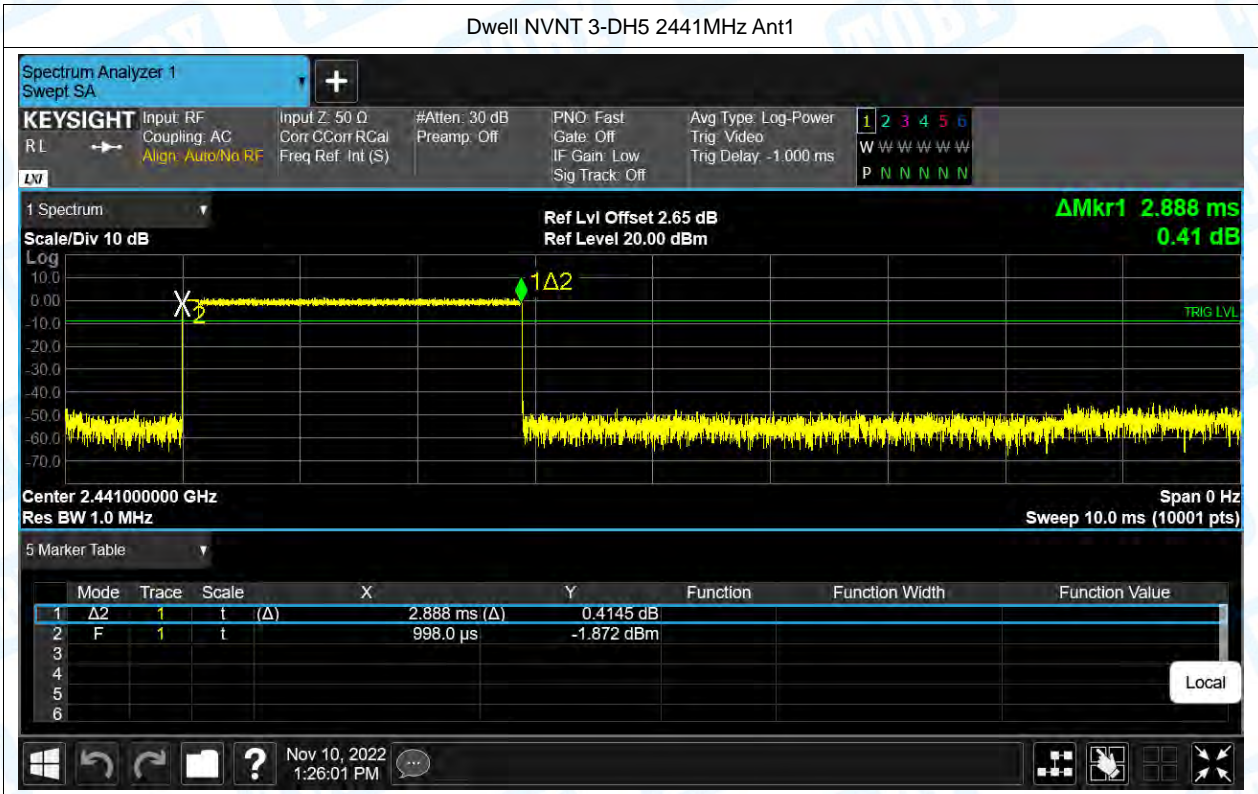 Dwell NVNT 3-DH5 2441MHz Ant1
Spectrum Analyzer 1
Swept SA
KEYSIGHT
RL
LXI
Input: RF
Coupling: AC
Align: Auto/No RF
Input Z: 50 Ω
Corr CCorr RCal
Freq Ref: Int (S)
#Atten: 30 dB
Preamp: Off
PNO: Fast
Gate: Off
IF Gain: Low
Sig Track: Off
Avg Type: Log-Power
Trig: Video
Trig Delay: -1.000 ms
1 2 3 4 5 6
W W W W W W
P N N N N N
1 Spectrum
Scale/Div 10 dB
Ref Lvl Offset 2.65 dB
Ref Level 20.00 dBm
ΔMkr1 2.888 ms
0.41 dB
Log
10.0
0.00
-10.0
-20.0
-30.0
-40.0
-50.0
-60.0
-70.0
1Δ2
2
TRIG LVL
Center 2.441000000 GHz
Res BW 1.0 MHz
Span 0 Hz
Sweep 10.0 ms (10001 pts)
5 Marker Table
Mode Trace Scale X Y Function Function Width Function Value
1 Δ2 1 t (Δ) 2.888 ms (Δ) 0.4145 dB
2 F 1 t 998.0 µs -1.872 dBm
3
4
5
6
Local
?
Nov 10, 2022
1:26:01 PM